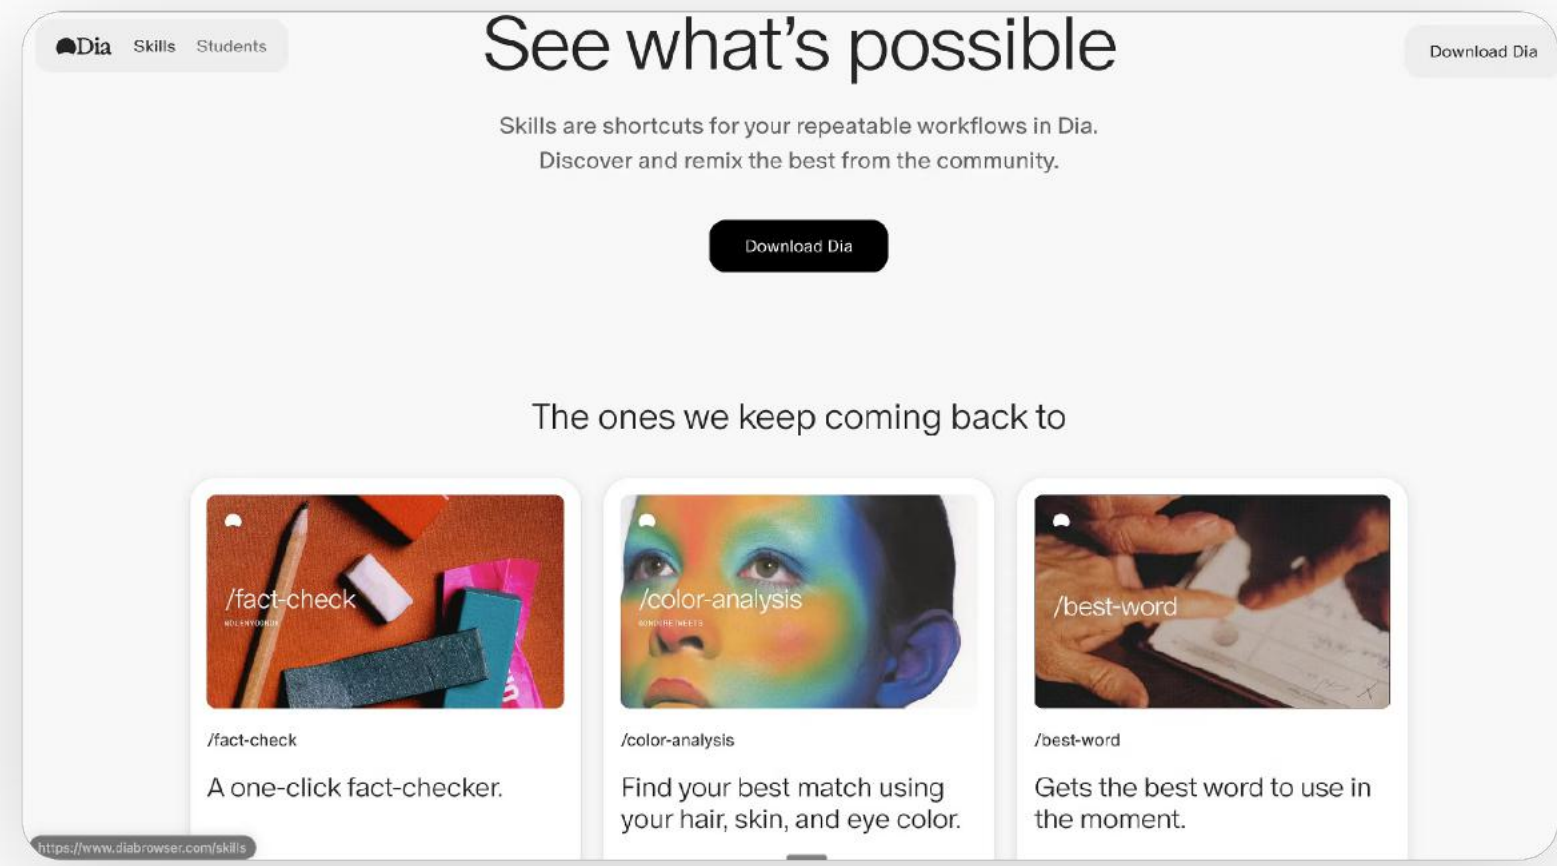 Dia Skills Students
See what's possible
Download Dia
Skills are shortcuts for your repeatable workflows in Dia.
Discover and remix the best from the community.
Download Dia
The ones we keep coming back to
/fact-check
/color-analysis
/best-word
/fact-check
A one-click fact-checker.
/color-analysis
Find your best match using
your hair, skin, and eye color.
/best-word
Gets the best word to use in
the moment.
https://www.diabrowser.com/skills